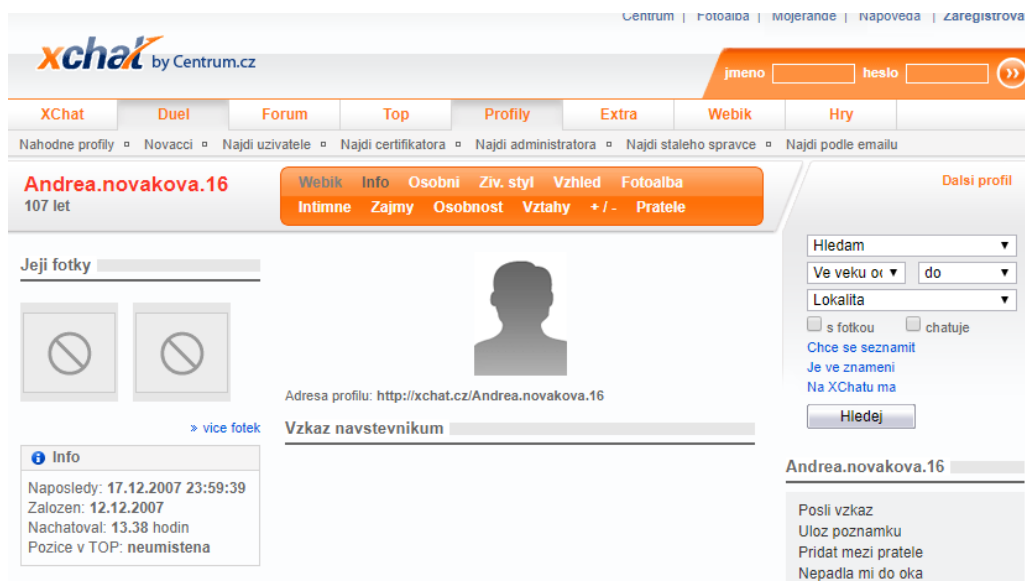 Centrum | Fotoalba | Mojerande | Napoveda | Zaregistrova
xchat by Centrum.cz
jmeno heslo
XChat Duel Forum Top Profily Extra Webik Hry
Nahodne profily Novacci Najdi uzivatele Najdi certifikatora Najdi administratora Najdi staleho spravce Najdi podle emailu
Andrea.novakova.16
107 let
Webik Info Osobni Ziv. styl Vzhled Fotoalba
Intimne Zajmy Osobnost Vztahy + / - Pratele
Dalsi profil
Jeji fotky
» vice fotek
Info
Naposledy: 17.12.2007 23:59:39
Zalozen: 12.12.2007
Nachatoval: 13.38 hodin
Pozice v TOP: neumistena
Adresa profilu: http://xchat.cz/Andrea.novakova.16
Vzkaz navstevnikum
Hledam
Ve veku oc do
Lokalita
s fotkou chatuje
Chce se seznamit
Je ve znameni
Na XChatu ma
Hledej
Andrea.novakova.16
Posli vzkaz
Uloz poznamku
Pridat mezi pratele
Nepadla mi do oka